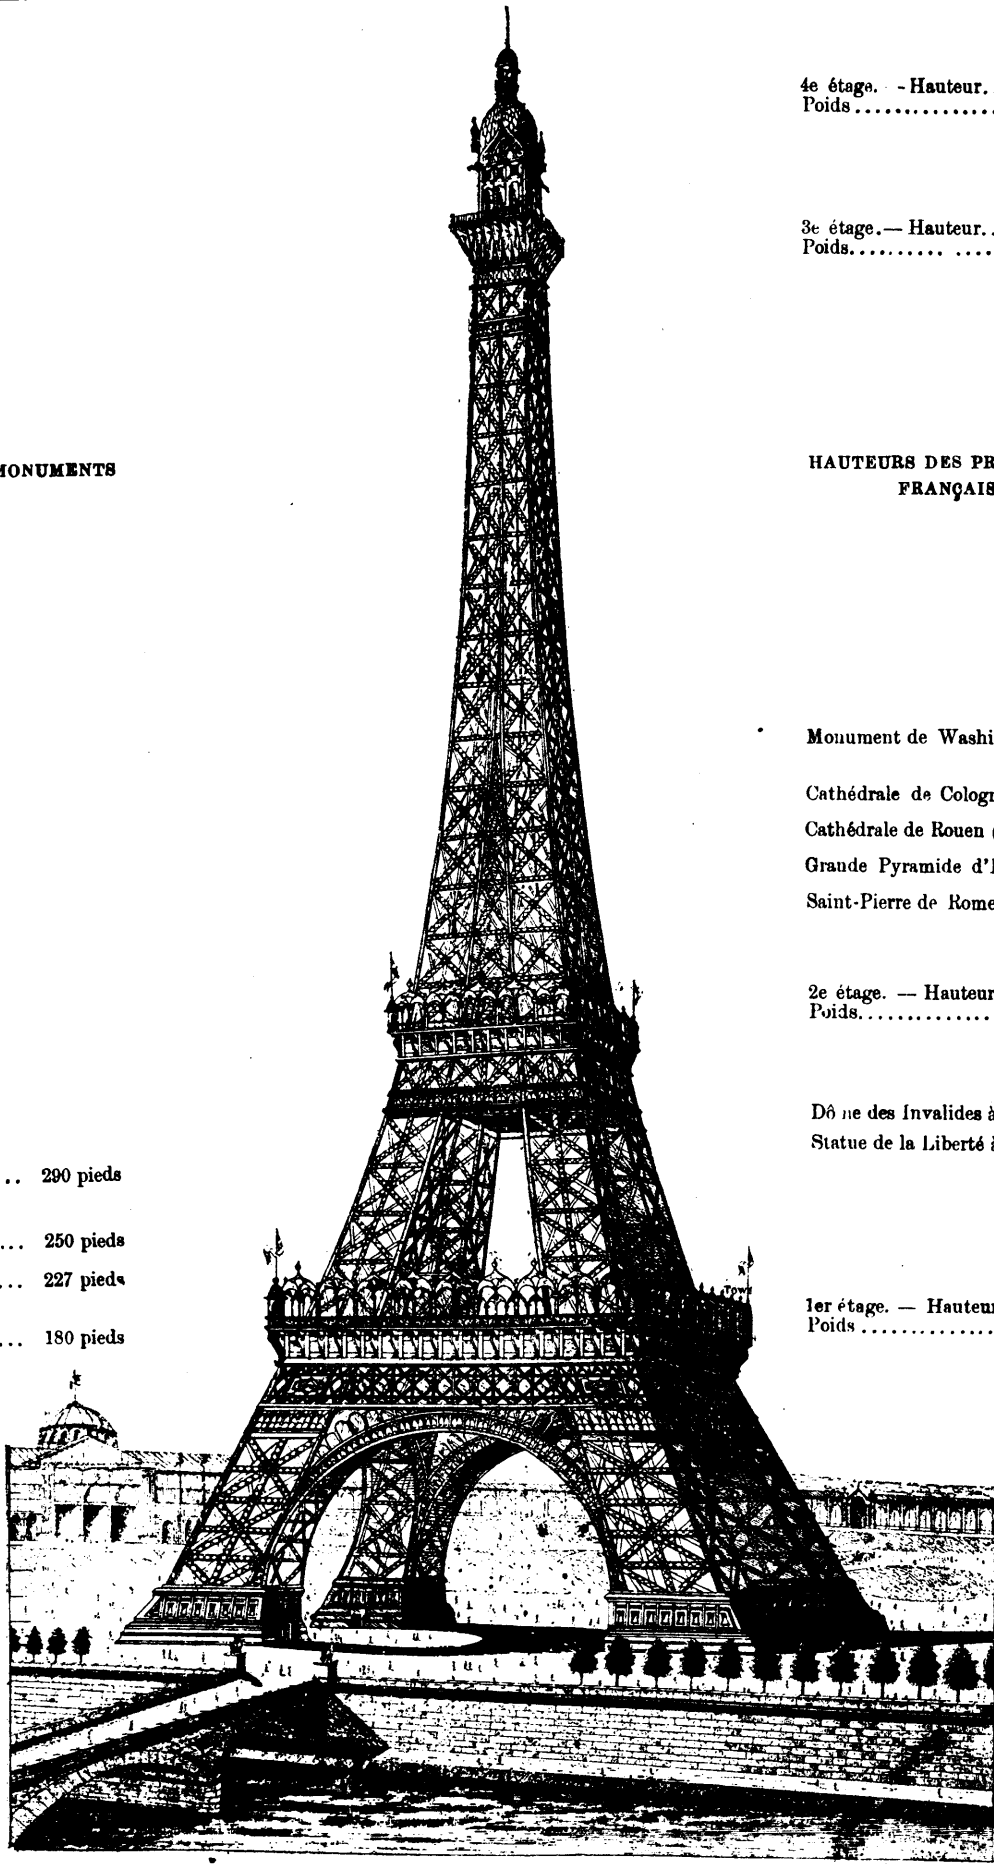 4e étage. - Hauteur.
Poids..............
3e étage.— Hauteur..
Poids.......... ....
MONUMENTS
HAUTEURS DES PR
FRANÇAIS
Monument de Washi
Cathédrale de Cologn
Cathédrale de Rouen (
Grande Pyramide d'
Saint-Pierre de Rome
2e étage. — Hauteur
Poids..............
Dôme des Invalides à
Statue de la Liberté à
.. 290 pieds
... 250 pieds
... 227 pieds
... 180 pieds
1er étage. — Hauteur
Poids ..............